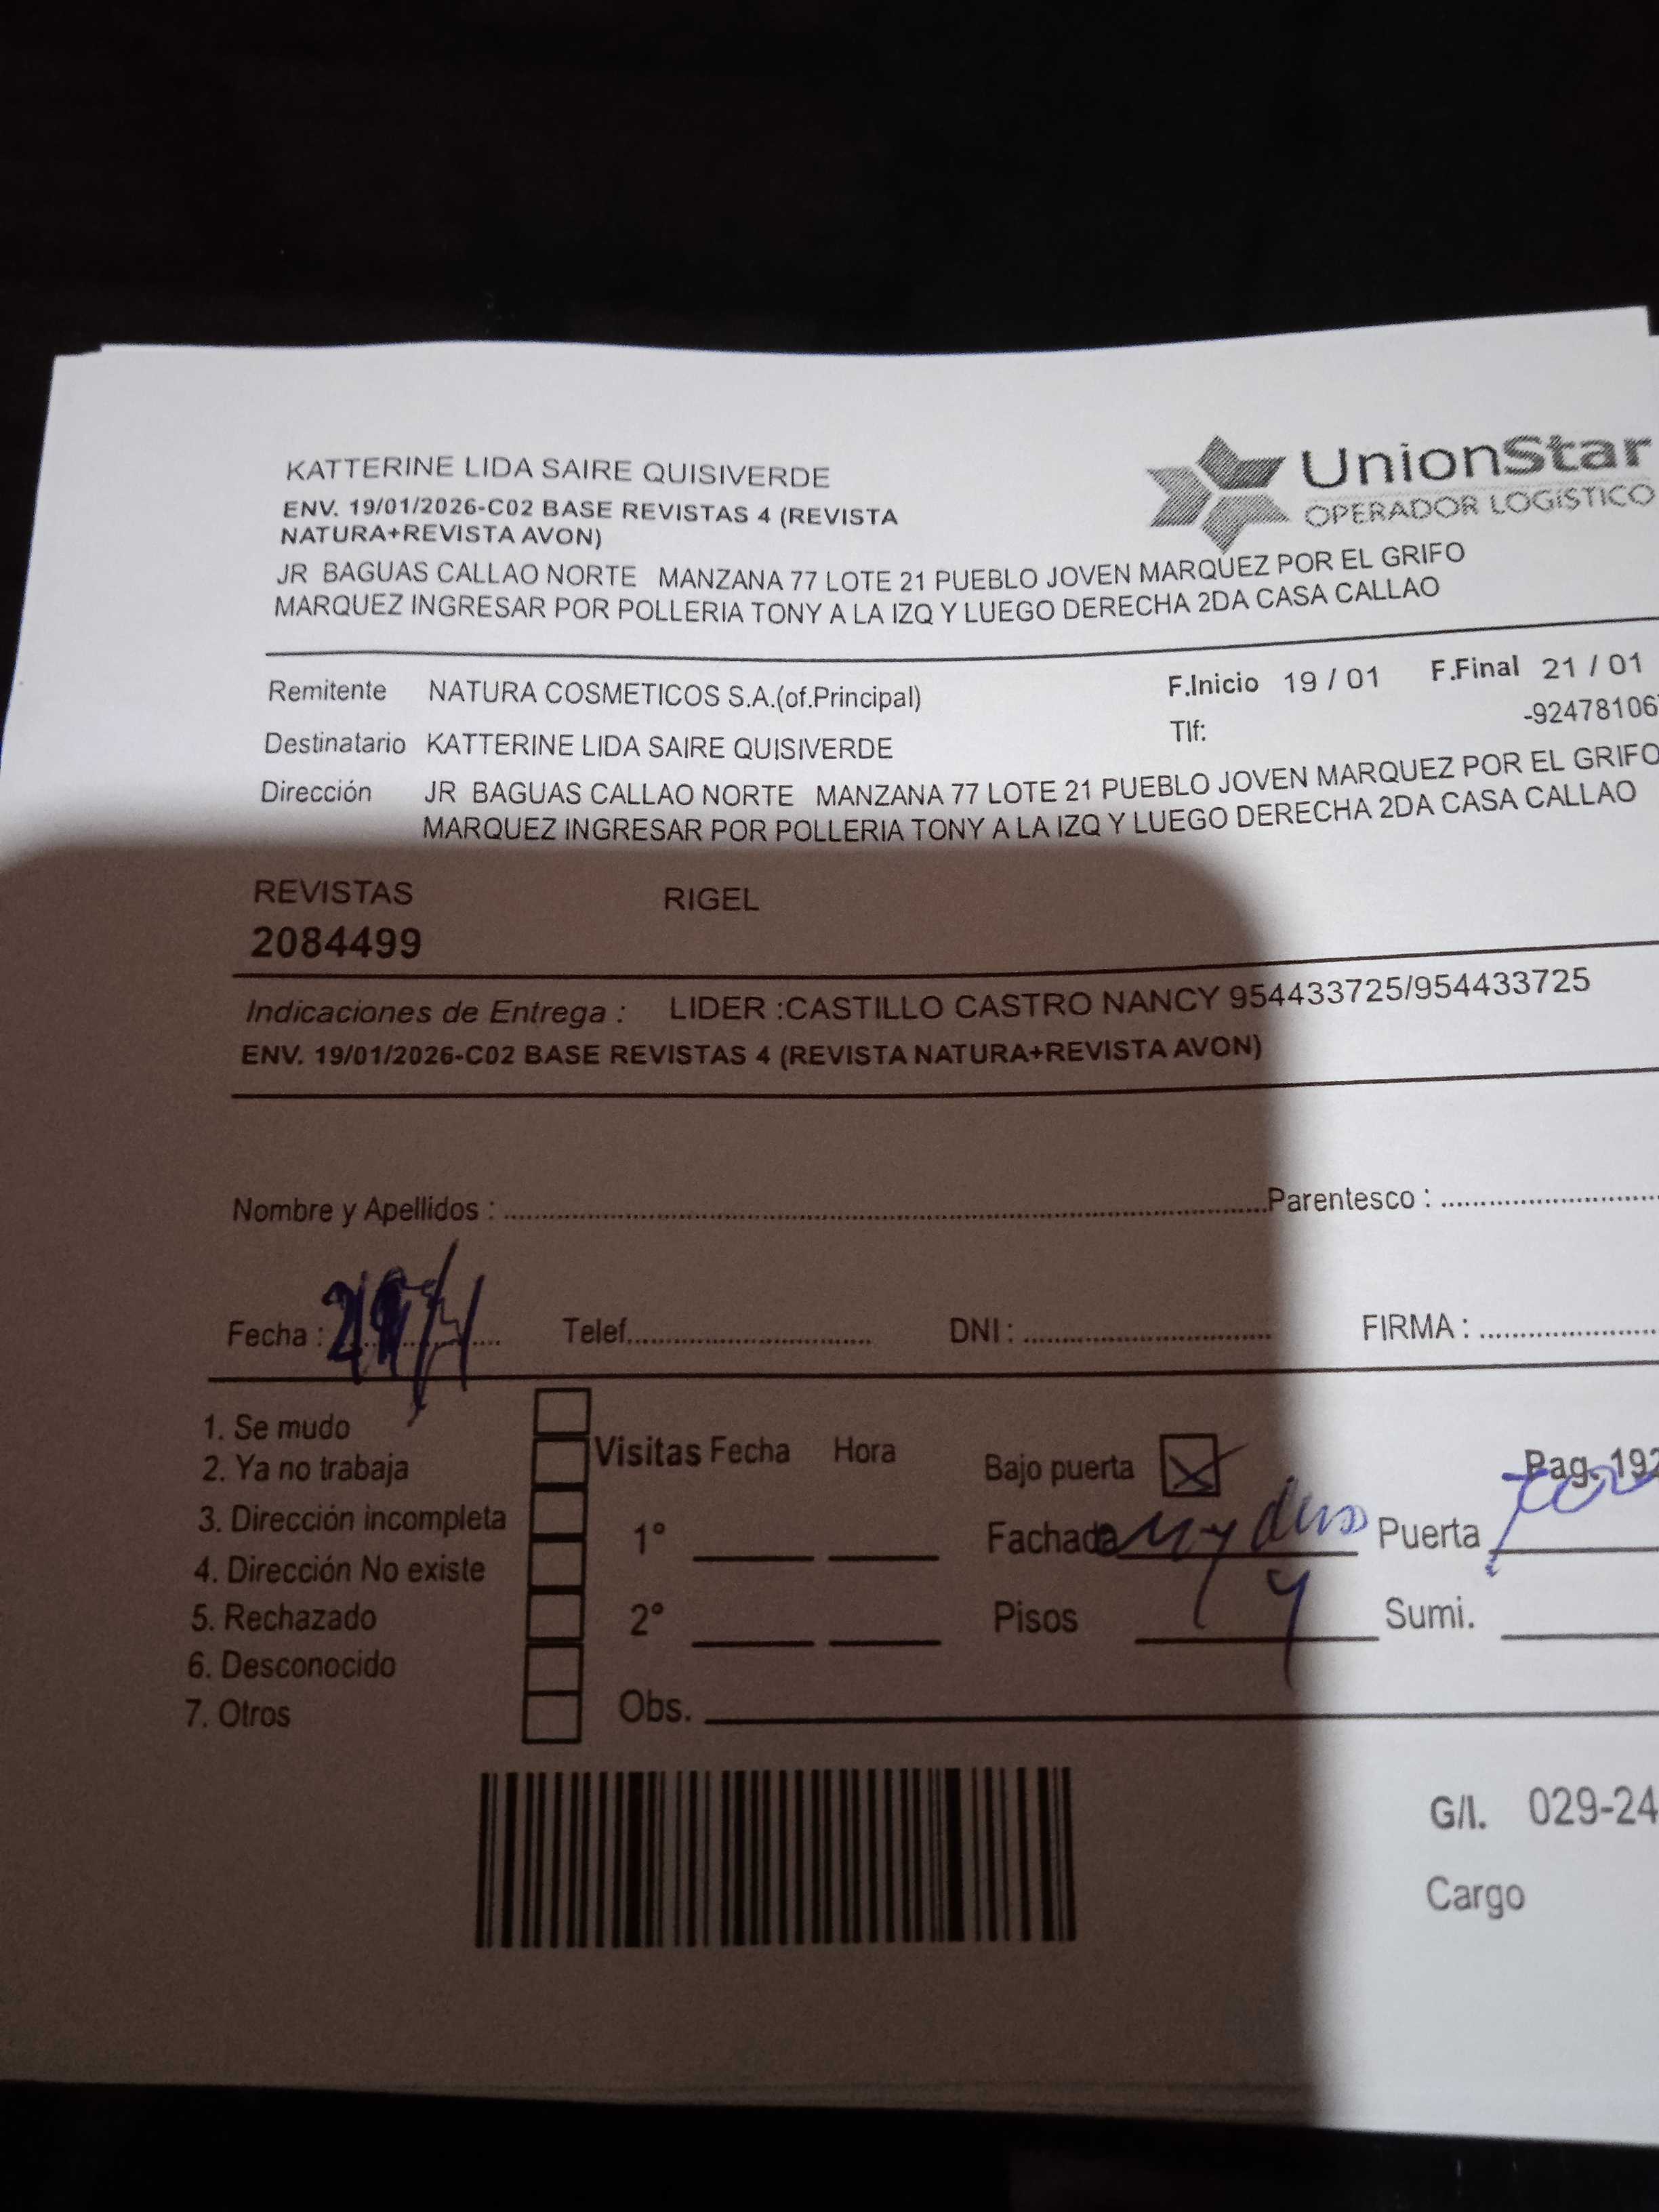 KATTERINE LIDA SAIRE QUISIVERDE
ENV. 19/01/2026-C02 BASE REVISTAS 4 (REVISTA
NATURA+REVISTA AVON)
UnionStar
OPERADOR LOGÍSTICO
JR BAGUAS CALLAO NORTE MANZANA 77 LOTE 21 PUEBLO JOVEN MARQUEZ POR EL GRIFO
MARQUEZ INGRESAR POR POLLERIA TONY A LA IZQ Y LUEGO DERECHA 2DA CASA CALLAO
Remitente NATURA COSMETICOS S.A.(of.Principal) F.Inicio 19 / 01 F.Final 21 / 01
Destinatario KATTERINE LIDA SAIRE QUISIVERDE Tlf: -92478106
Dirección JR BAGUAS CALLAO NORTE MANZANA 77 LOTE 21 PUEBLO JOVEN MARQUEZ POR EL GRIFO
MARQUEZ INGRESAR POR POLLERIA TONY A LA IZQ Y LUEGO DERECHA 2DA CASA CALLAO
REVISTAS RIGEL
2084499
Indicaciones de Entrega : LIDER :CASTILLO CASTRO NANCY 954433725/954433725
ENV. 19/01/2026-C02 BASE REVISTAS 4 (REVISTA NATURA+REVISTA AVON)
Nombre y Apellidos : Parentesco :
Fecha : Telef. DNI : FIRMA :
1. Se mudo
2. Ya no trabaja
3. Dirección incompleta
4. Dirección No existe
5. Rechazado
6. Desconocido
7. Otros
Visitas Fecha Hora
1°
2°
Obs.
Bajo puerta Pag. 192
Fachada Puerta
Pisos Sumi.
G/I. 029-24
Cargo